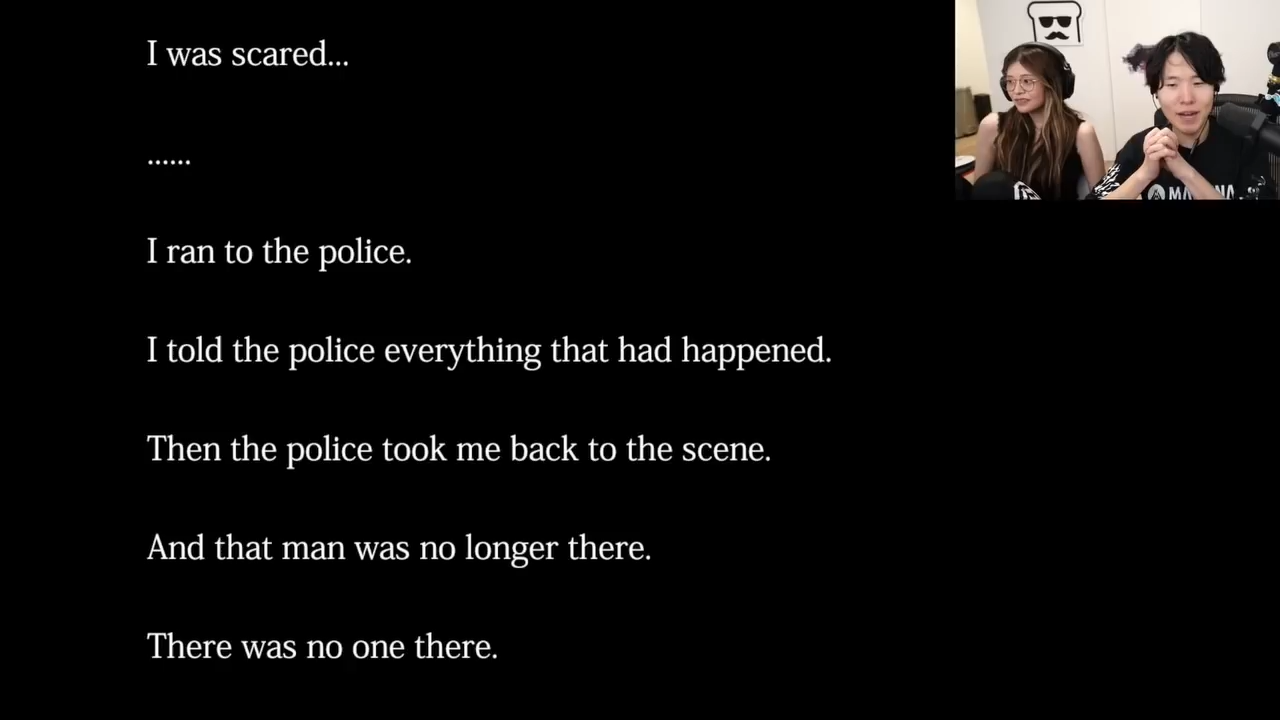 I was scared...
......
I ran to the police.
I told the police everything that had happened.
Then the police took me back to the scene.
And that man was no longer there.
There was no one there.